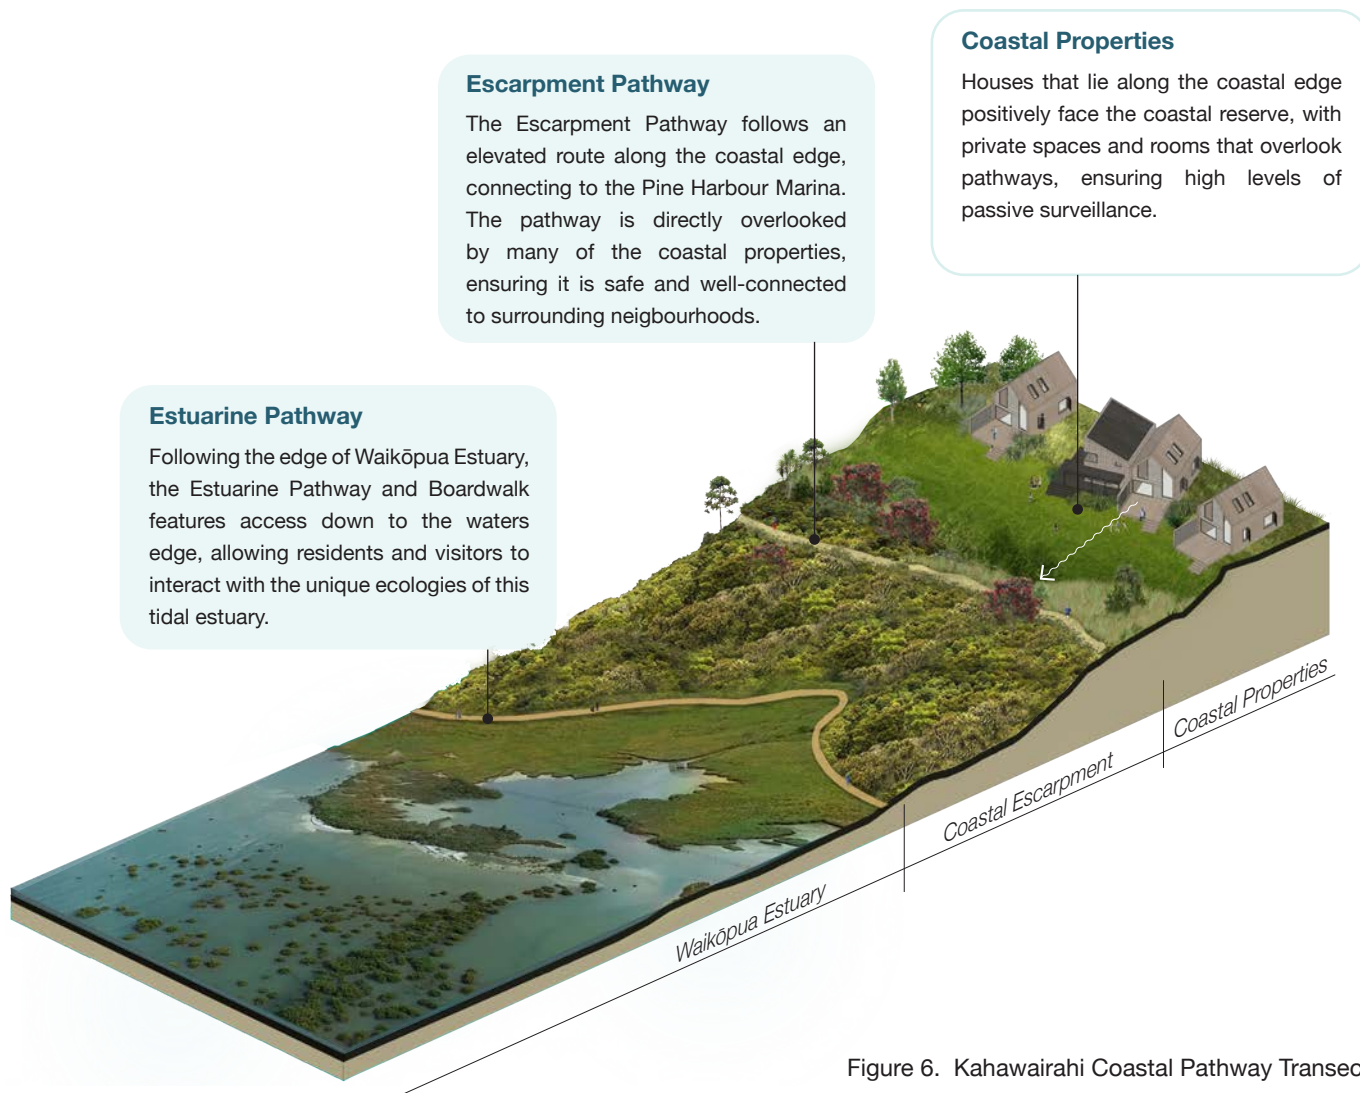 Coastal Properties
Houses that lie along the coastal edge
positively face the coastal reserve, with
private spaces and rooms that overlook
pathways, ensuring high levels of
passive surveillance.
Escarpment Pathway
The Escarpment Pathway follows an
elevated route along the coastal edge,
connecting to the Pine Harbour Marina.
The pathway is directly overlooked
by many of the coastal properties,
ensuring it is safe and well-connected
to surrounding neigbourhoods.
Estuarine Pathway
Following the edge of Waikōpua Estuary,
the Estuarine Pathway and Boardwalk
features access down to the waters
edge, allowing residents and visitors to
interact with the unique ecologies of this
tidal estuary.
Coastal Properties
Coastal Escarpment
Waikōpua Estuary
Figure 6. Kahawairahi Coastal Pathway Transec